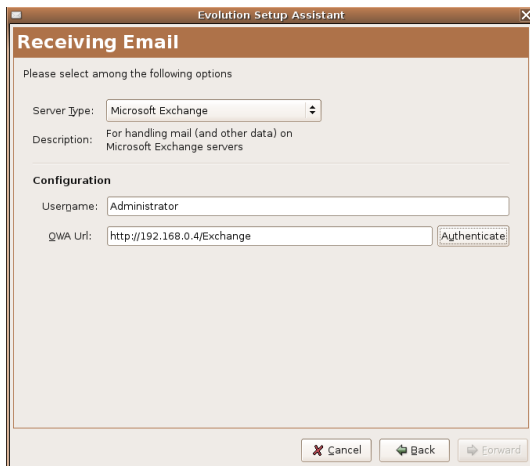 Evolution Setup Assistant
Receiving Email
Please select among the following options
Server Type: Microsoft Exchange
Description: For handling mail (and other data) on
Microsoft Exchange servers
Configuration
Username: Administrator
OWA Url: http://192.168.0.4/Exchange Authenticate
Cancel Back Forward